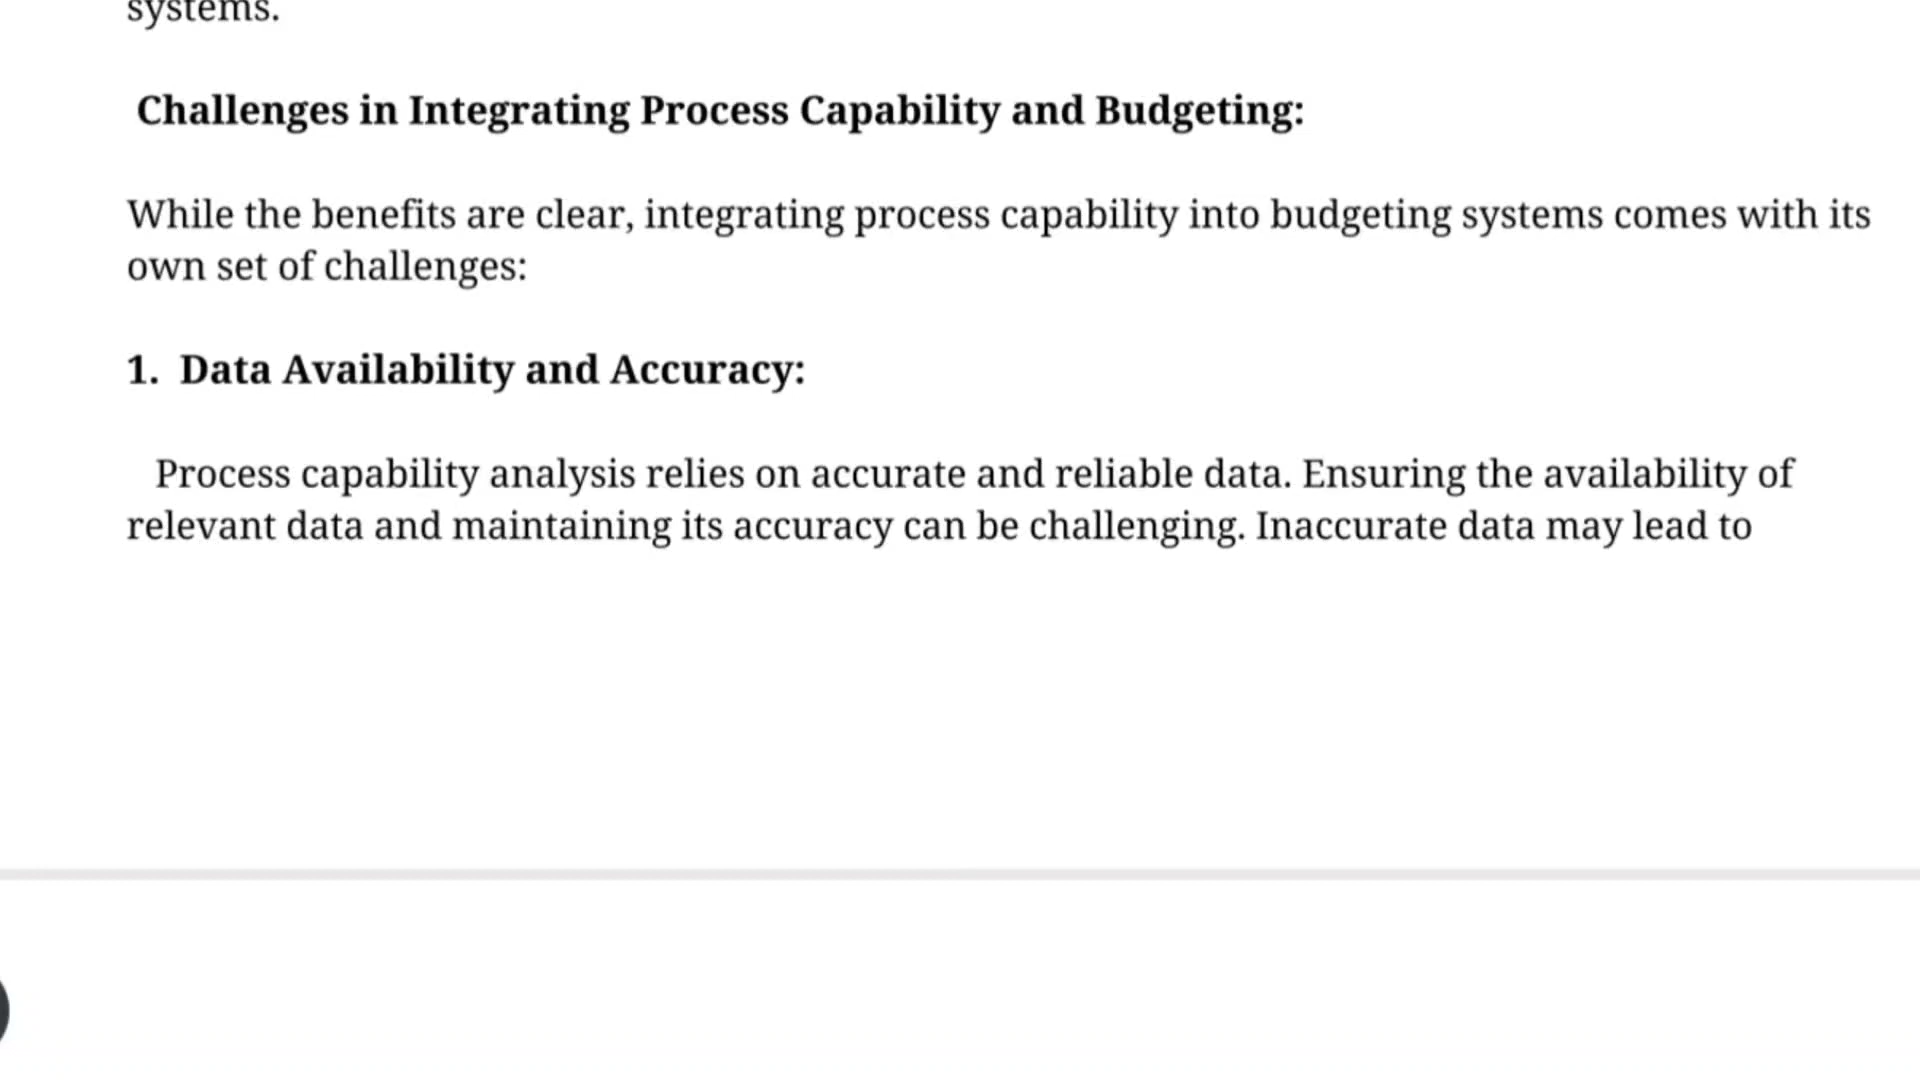 systems.
Challenges in Integrating Process Capability and Budgeting:
While the benefits are clear, integrating process capability into budgeting systems comes with its
own set of challenges:
1. Data Availability and Accuracy:
Process capability analysis relies on accurate and reliable data. Ensuring the availability of
relevant data and maintaining its accuracy can be challenging. Inaccurate data may lead to